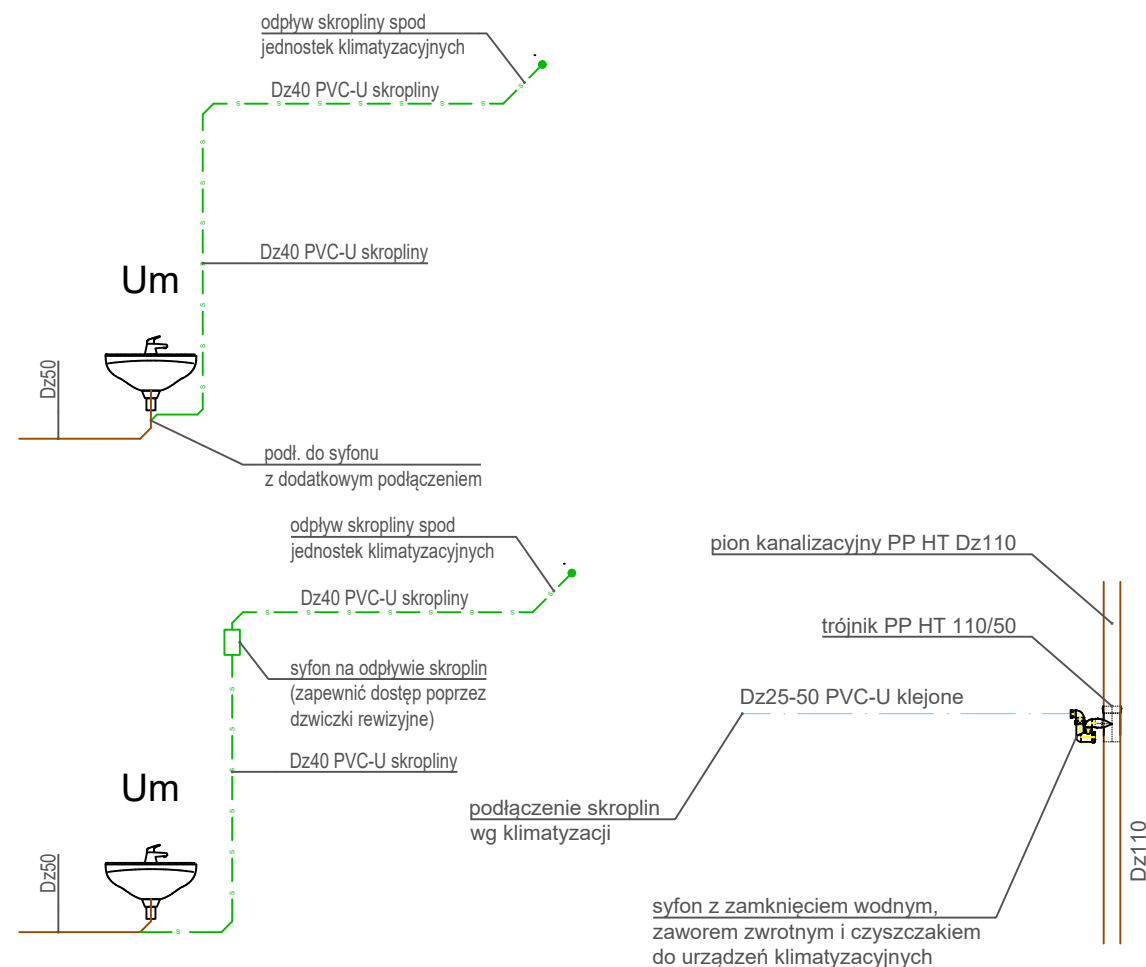 odpływ skropliny spod
jednostek klimatyzacyjnych
Dz40 PVC-U skropliny
Dz40 PVC-U skropliny
Um
Dz50
podł. do syfonu
z dodatkowym podłączeniem
odpływ skropliny spod
jednostek klimatyzacyjnych
Dz40 PVC-U skropliny
syfon na odpływie skroplin
(zapewnić dostęp poprzez
dzwiczki rewizyjne)
Dz40 PVC-U skropliny
Um
Dz50
pion kanalizacyjny PP HT Dz110
trójnik PP HT 110/50
Dz25-50 PVC-U klejone
podłączenie skroplin
wg klimatyzacji
Dz110
syfon z zamknięciem wodnym,
zaworem zwrotnym i czyszczakiem
do urządzeń klimatyzacyjnych